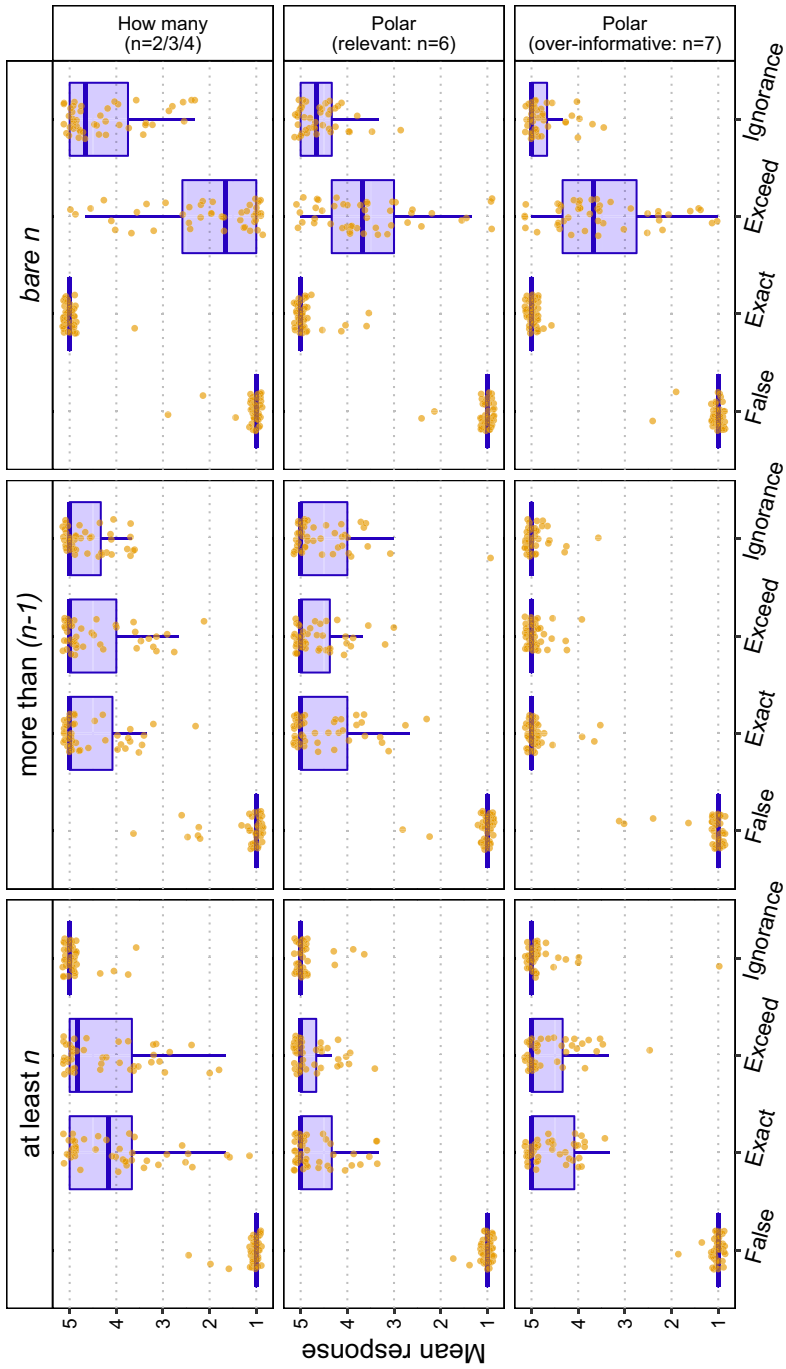 at least n
more than (n-1)
bare n
5
4
3
2
1
How many
(n=2/3/4)
5
4
3
2
1
Polar
(relevant: n=6)
5
4
3
2
1
Polar
(over-informative: n=7)
Mean response
False
Exact
Exceed
Ignorance
False
Exact
Exceed
Ignorance
False
Exact
Exceed
Ignorance